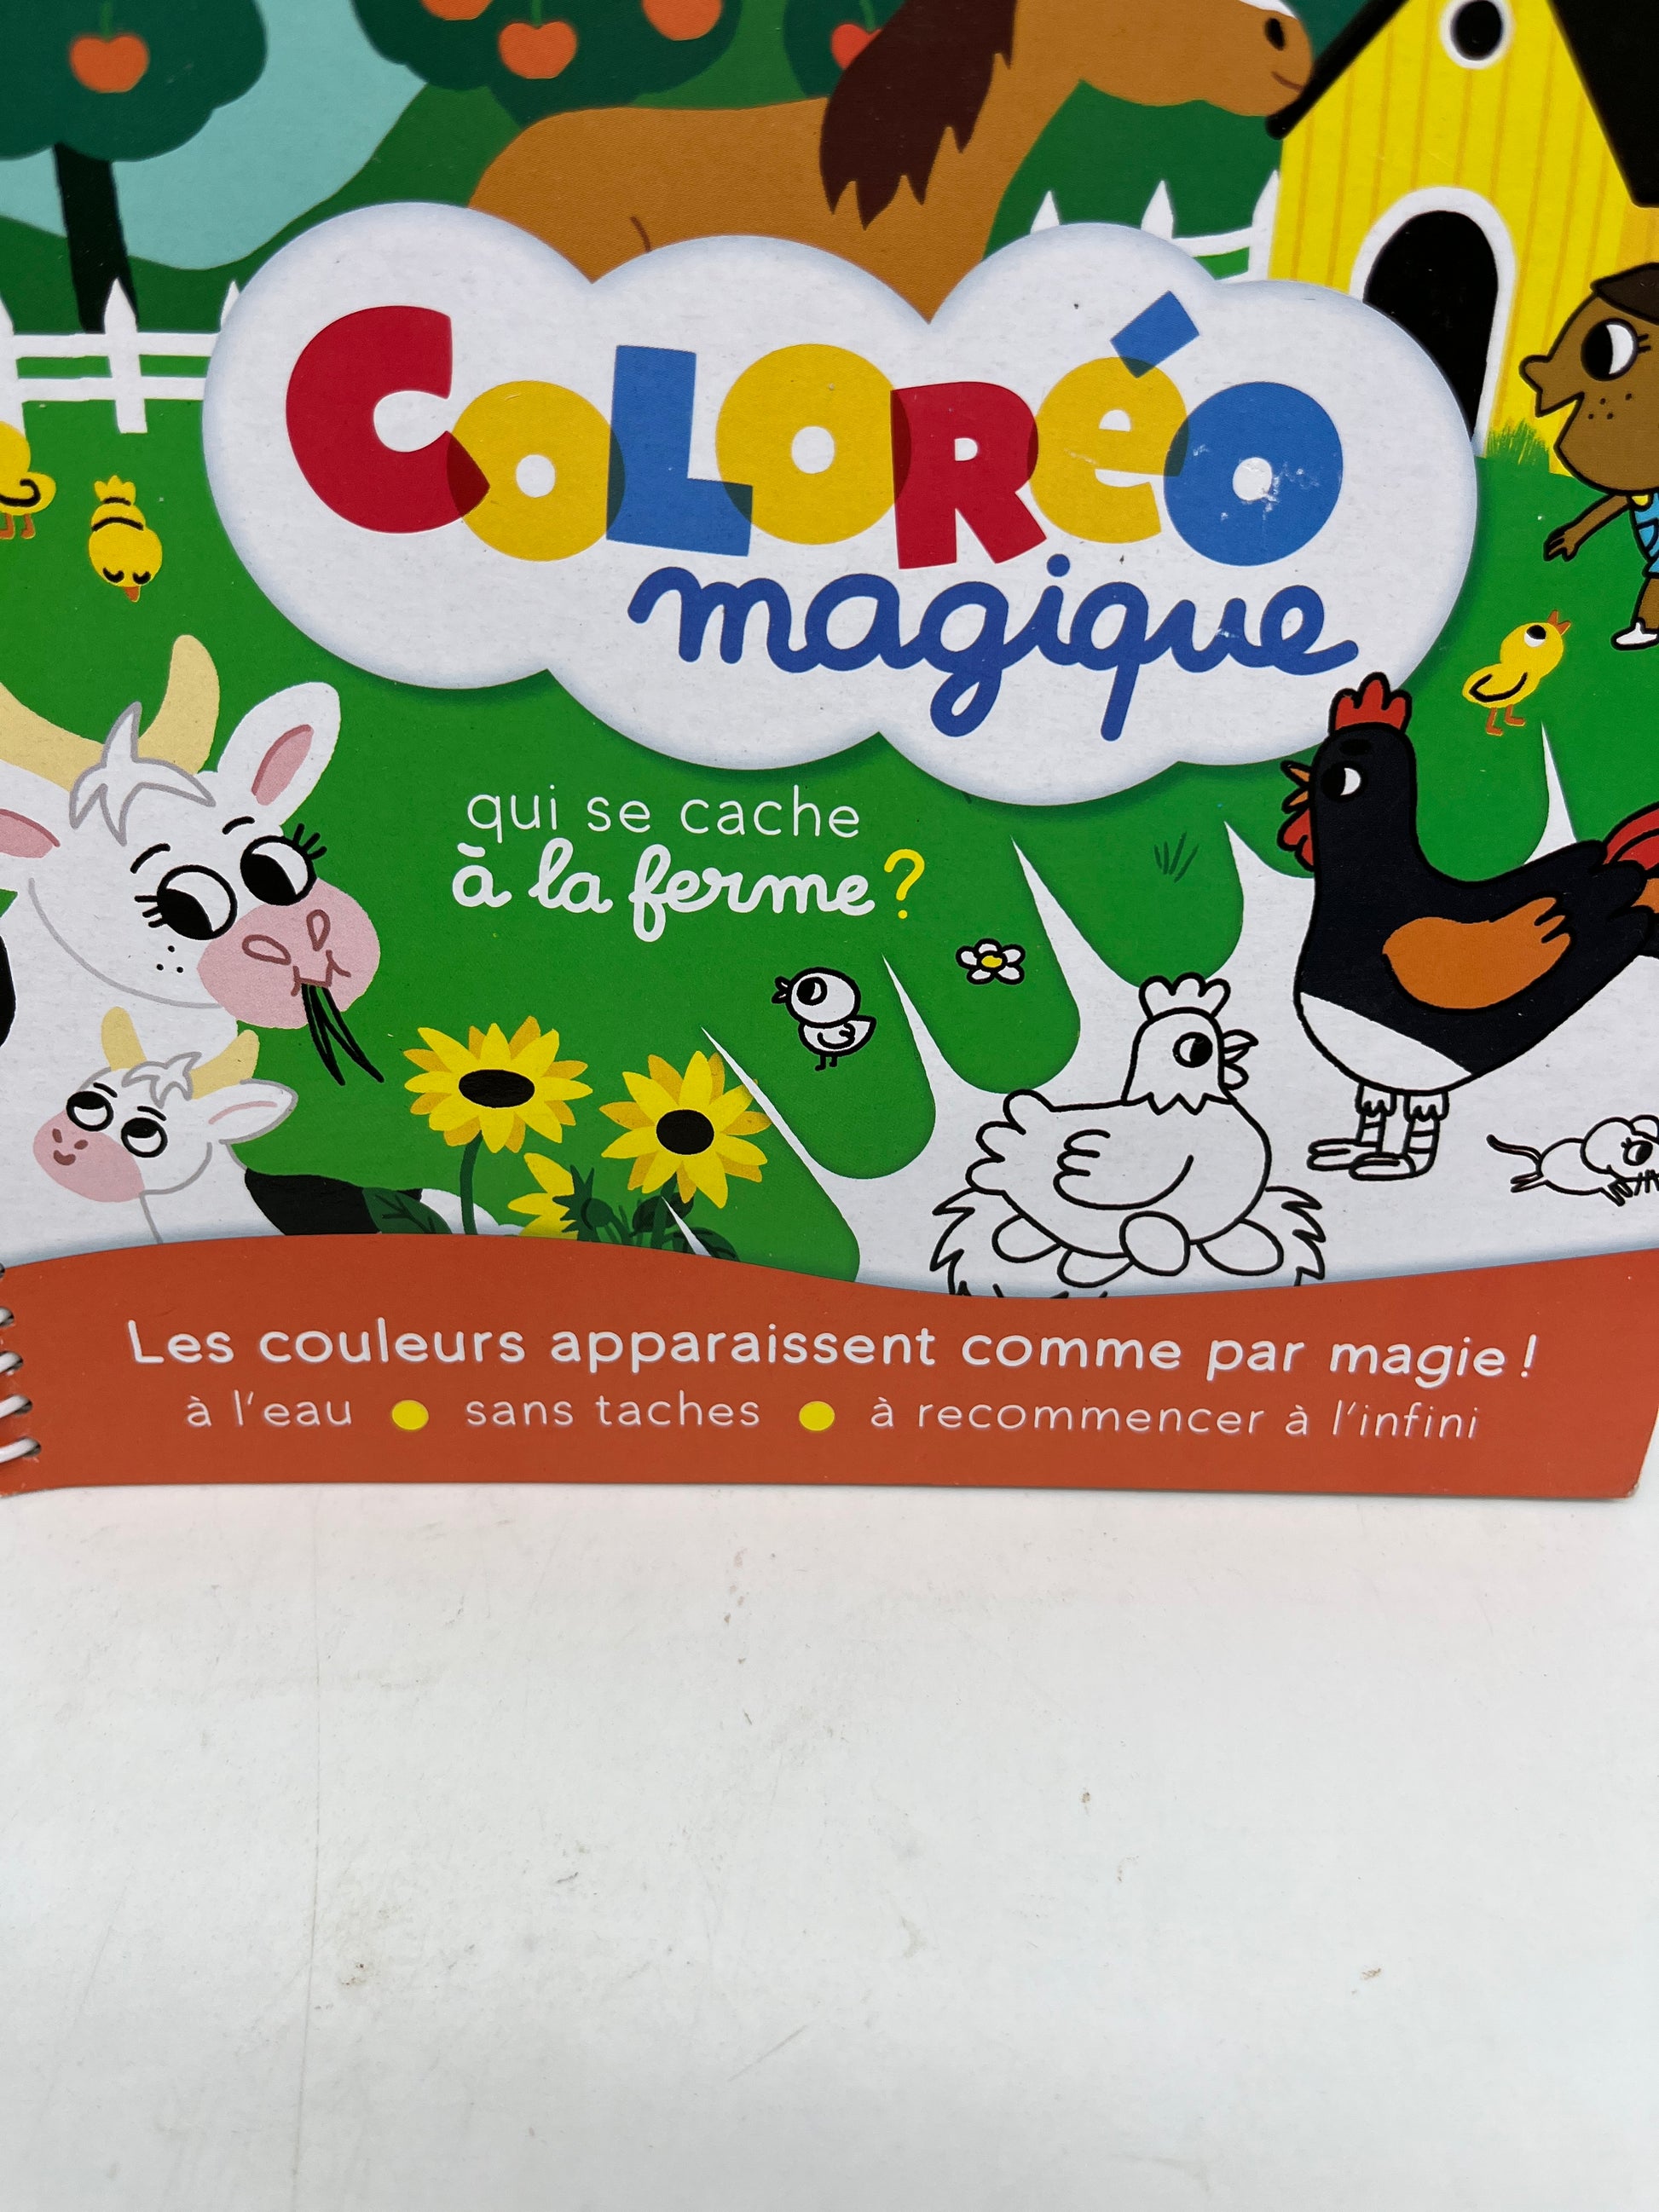 COLORéO
magique
qui se cache
à la ferme?
Les couleurs apparaissent comme par magie!
à l'eau ● sans taches ● à recommencer à l'infini